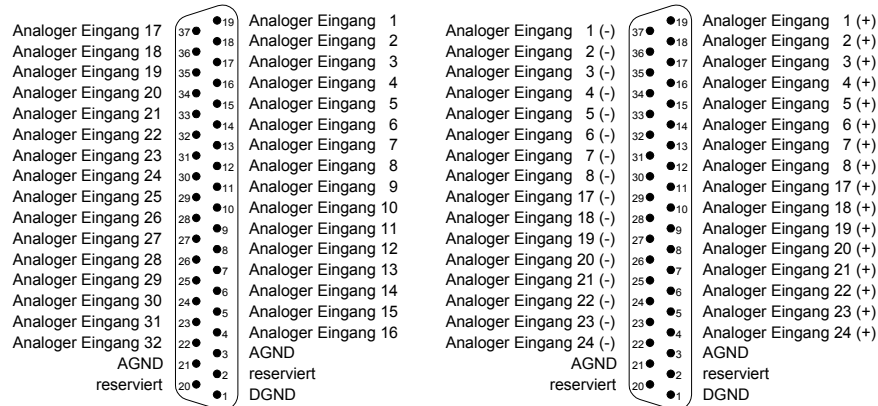 19 Analoger Eingang 1
Analoger Eingang 17 37
18 Analoger Eingang 2
Analoger Eingang 18 36
17 Analoger Eingang 3
Analoger Eingang 19 35
16 Analoger Eingang 4
Analoger Eingang 20 34
15 Analoger Eingang 5
Analoger Eingang 21 33
14 Analoger Eingang 6
Analoger Eingang 22 32
13 Analoger Eingang 7
Analoger Eingang 23 31
12 Analoger Eingang 8
Analoger Eingang 24 30
11 Analoger Eingang 9
Analoger Eingang 25 29
10 Analoger Eingang 10
Analoger Eingang 26 28
9 Analoger Eingang 11
Analoger Eingang 27 27
8 Analoger Eingang 12
Analoger Eingang 28 26
7 Analoger Eingang 13
Analoger Eingang 29 25
6 Analoger Eingang 14
Analoger Eingang 30 24
5 Analoger Eingang 15
Analoger Eingang 31 23
4 Analoger Eingang 16
Analoger Eingang 32 22
3 AGND
AGND 21
2 reserviert
reserviert 20
1 DGND
19 Analoger Eingang 1 (+)
Analoger Eingang 1 (-) 37
18 Analoger Eingang 2 (+)
Analoger Eingang 2 (-) 36
17 Analoger Eingang 3 (+)
Analoger Eingang 3 (-) 35
16 Analoger Eingang 4 (+)
Analoger Eingang 4 (-) 34
15 Analoger Eingang 5 (+)
Analoger Eingang 5 (-) 33
14 Analoger Eingang 6 (+)
Analoger Eingang 6 (-) 32
13 Analoger Eingang 7 (+)
Analoger Eingang 7 (-) 31
12 Analoger Eingang 8 (+)
Analoger Eingang 8 (-) 30
11 Analoger Eingang 17 (+)
Analoger Eingang 17 (-) 29
10 Analoger Eingang 18 (+)
Analoger Eingang 18 (-) 28
9 Analoger Eingang 19 (+)
Analoger Eingang 19 (-) 27
8 Analoger Eingang 20 (+)
Analoger Eingang 20 (-) 26
7 Analoger Eingang 21 (+)
Analoger Eingang 21 (-) 25
6 Analoger Eingang 22 (+)
Analoger Eingang 22 (-) 24
5 Analoger Eingang 23 (+)
Analoger Eingang 23 (-) 23
4 Analoger Eingang 24 (+)
Analoger Eingang 24 (-) 22
3 AGND
AGND 21
2 reserviert
reserviert 20
1 DGND